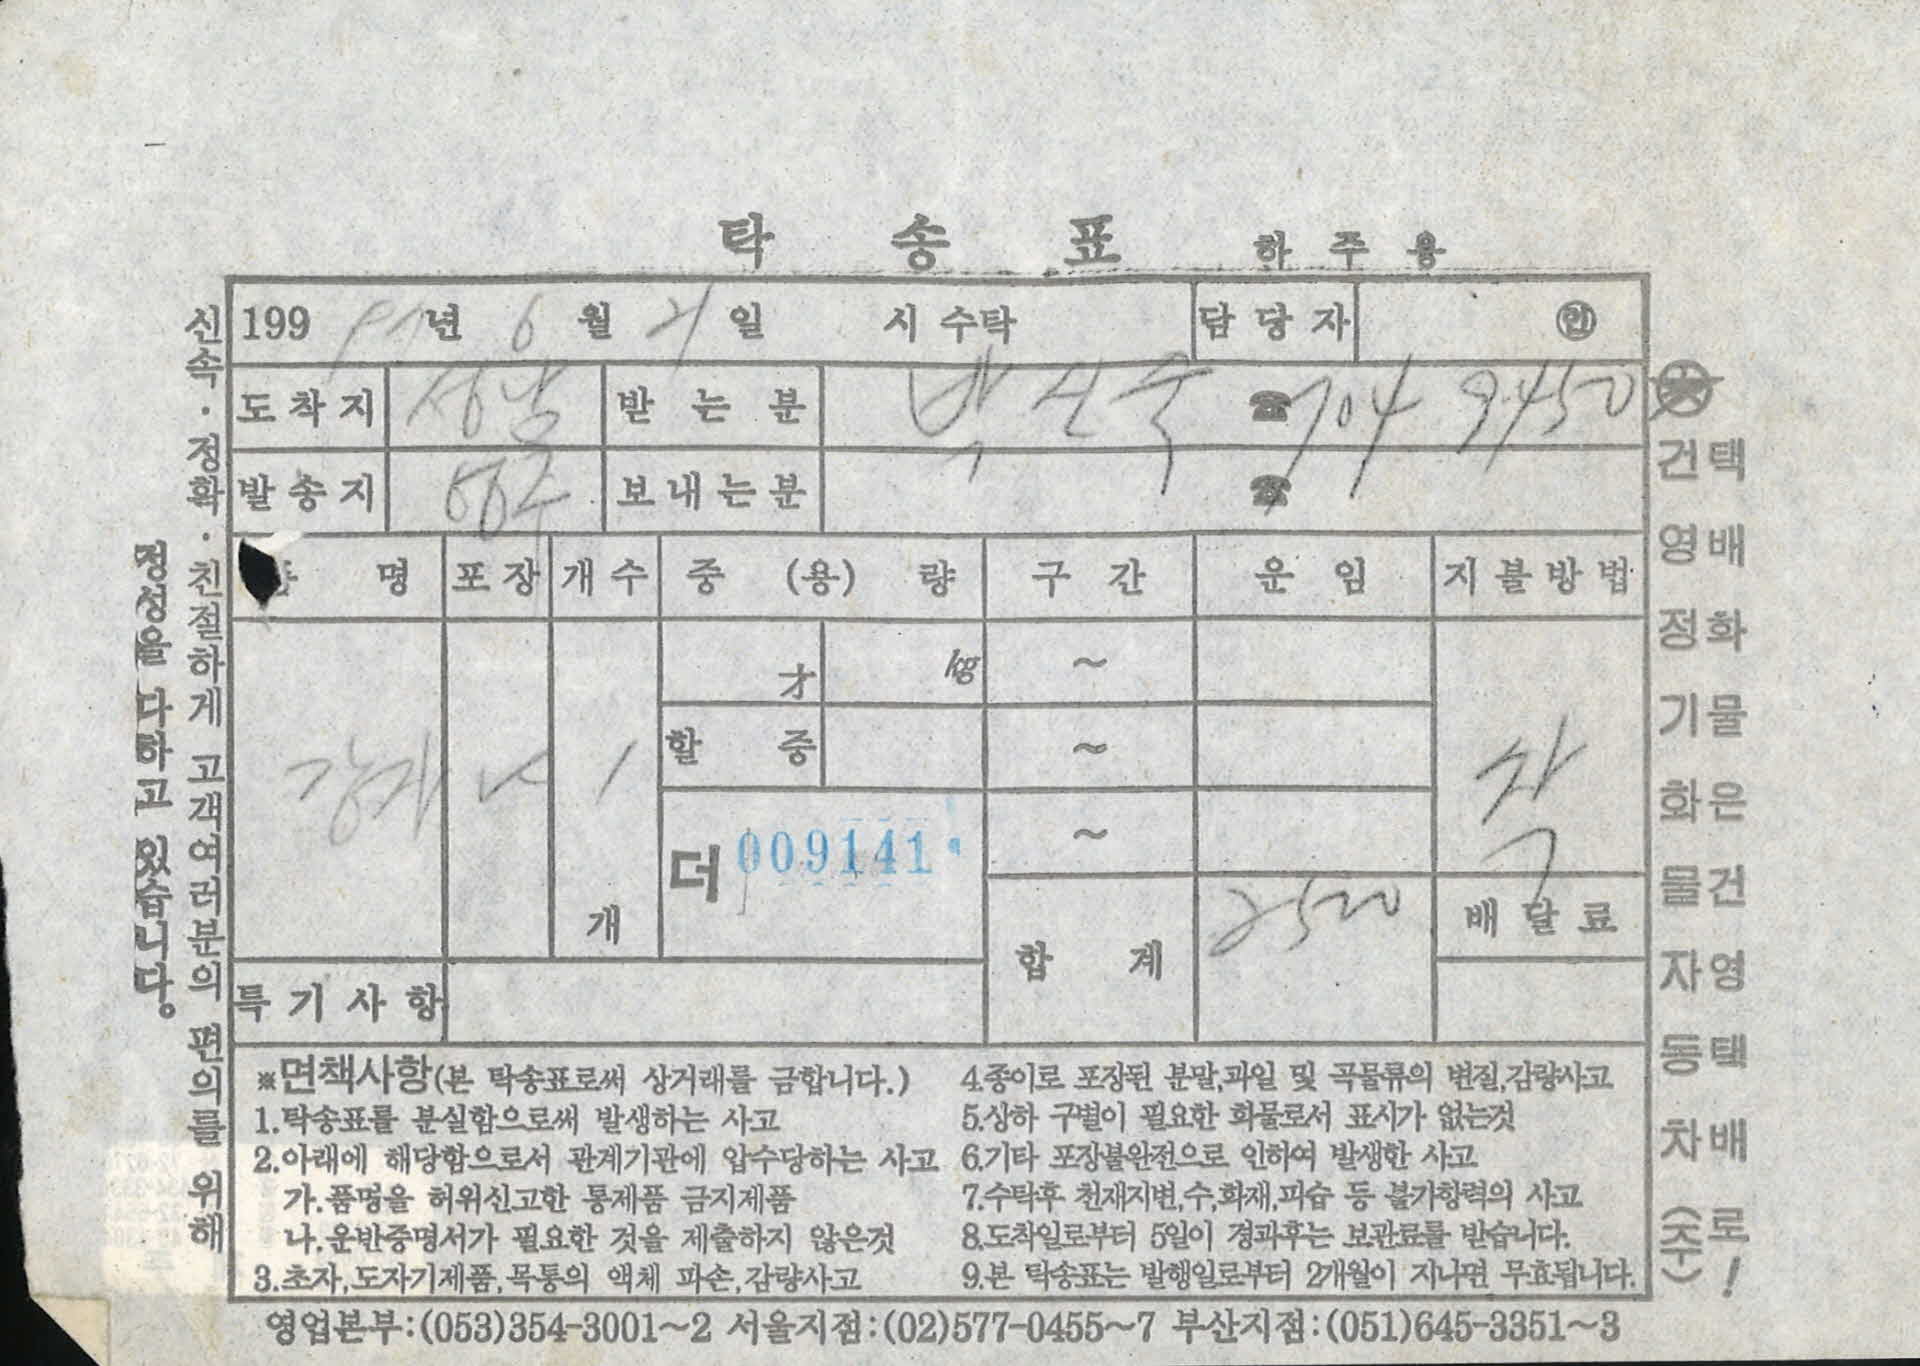 탁 송 표 하 주 용
199 97 년 6 월 21 일 시 수탁 담 당 자 ㊞
도 착 지 성남 받 는 분 박 신 숙 ☎ 704 9450
발 송 지 보 내 는 분 ☎
명 포 장 개 수 중 (용) 량 구 간 운 임 지 불 방 법
才 kg ~
할 중 ~
감자 1 개 더 009141 ~ 착
합 계 2500 배 달 료
특 기 사 항
※면책사항(본 탁송표로써 상거래를 금합니다.)
1.탁송표를 분실함으로써 발생하는 사고
2.아래에 해당함으로서 관계기관에 압수당하는 사고
가.품명을 허위신고한 통제품 금지제품
나.운반증명서가 필요한 것을 제출하지 않은것
3.초자,도자기제품,목통의 액체 파손,감량사고
4.종이로 포장된 분말,과일 및 곡물류의 변질,감량사고
5.상하 구별이 필요한 화물로서 표시가 없는것
6.기타 포장불완전으로 인하여 발생한 사고
7.수탁후 천재지변,수,화재,피습 등 불가항력의 사고
8.도착일로부터 5일이 경과후는 보관료를 받습니다.
9.본 탁송표는 발행일로부터 2개월이 지나면 무효됩니다.
영업본부:(053)354-3001~2 서울지점:(02)577-0455~7 부산지점:(051)645-3351~3
신속·정확·친절하게 고객여러분의 편의를 위해
정성을 다하고 있습니다.
택배화물은 건영택배로!
건영정기화물자동차(주)